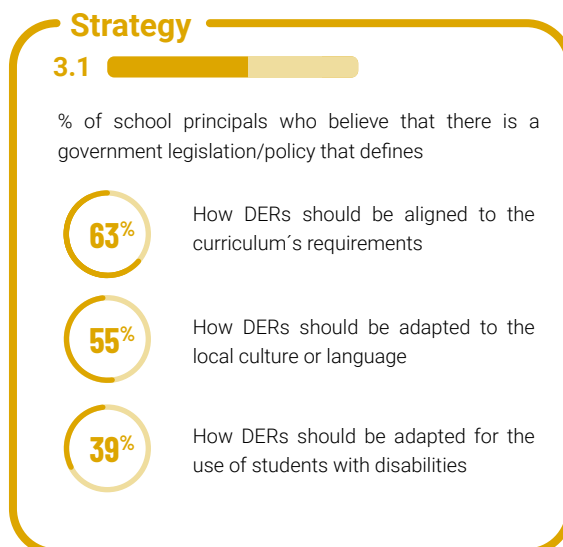 Strategy
3.1
% of school principals who believe that there is a
government legislation/policy that defines
63%
How DERs should be aligned to the
curriculum´s requirements
55%
How DERs should be adapted to the
local culture or language
39%
How DERs should be adapted for the
use of students with disabilities